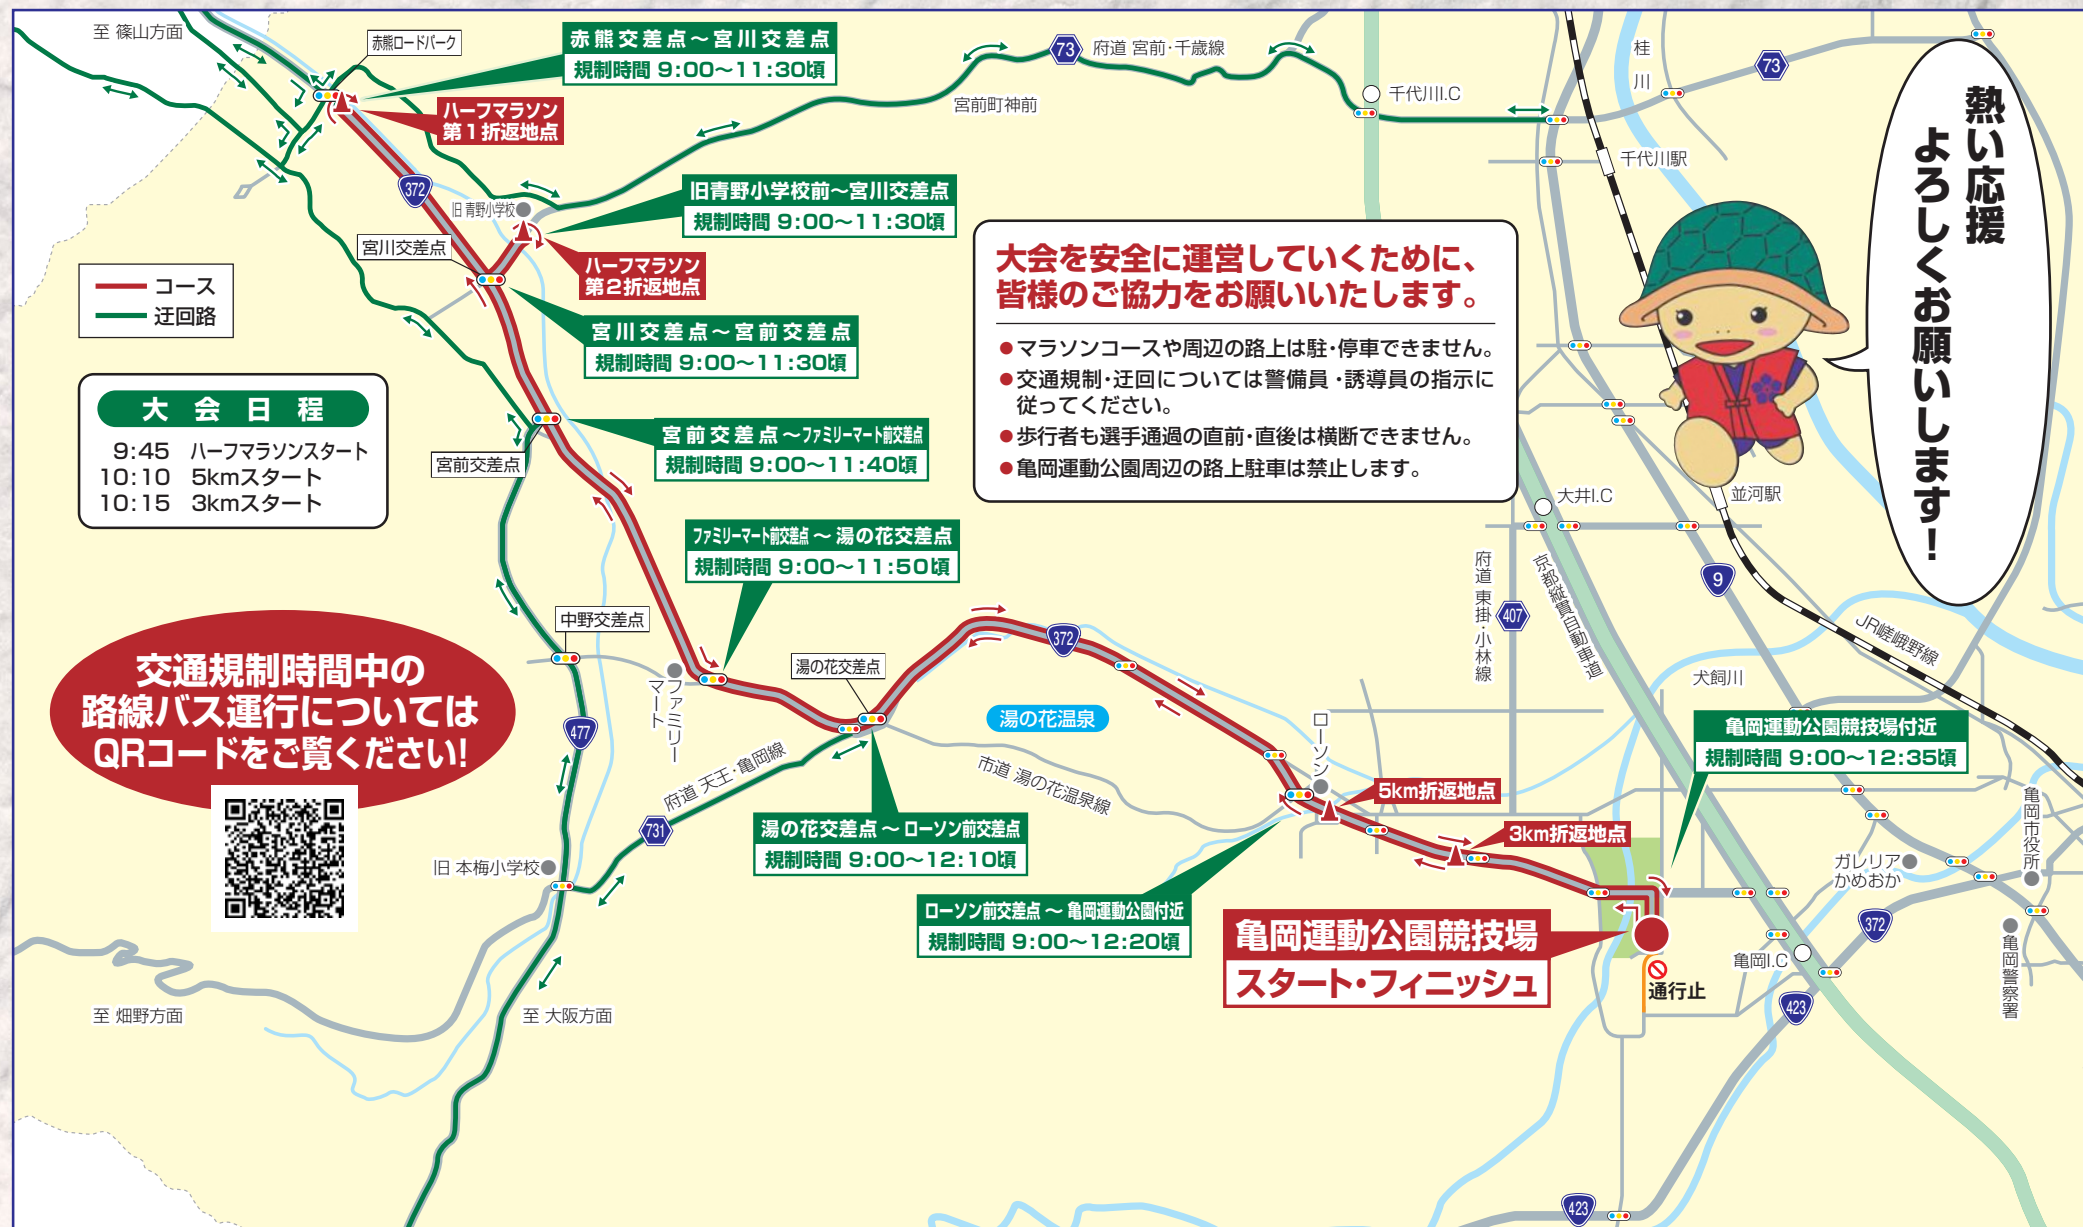 至 篠山方面
赤熊ロードパーク
赤熊交差点～宮川交差点
規制時間 9:00～11:30頃
ハーフマラソン
第1折返地点
73
府道 宮前･千歳線
宮前町神前
千代川I.C
桂川
73
千代川駅
熱い応援
よろしくお願いします！
372
旧 青野小学校
旧青野小学校前～宮川交差点
規制時間 9:00～11:30頃
宮川交差点
ハーフマラソン
第2折返地点
コース
迂回路
宮川交差点～宮前交差点
規制時間 9:00～11:30頃
大会を安全に運営していくために、
皆様のご協力をお願いいたします。
●マラソンコースや周辺の路上は駐･停車できません。
●交通規制･迂回については警備員･誘導員の指示に
従ってください。
●歩行者も選手通過の直前･直後は横断できません。
●亀岡運動公園周辺の路上駐車は禁止します。
大会日程
9:45 ハーフマラソンスタート
10:10 5kmスタート
10:15 3kmスタート
宮前交差点
宮前交差点～ファミリーマート前交差点
規制時間 9:00～11:40頃
ファミリーマート前交差点 ～ 湯の花交差点
規制時間 9:00～11:50頃
大井I.C
並河駅
府道 東掛･小林線
407
京都縦貫自動車道
9
JR嵯峨野線
犬飼川
中野交差点
477
ファミリー
マート
湯の花交差点
372
湯の花温泉
市道 湯の花温泉線
府道 天王･亀岡線
731
ローソン
交通規制時間中の
路線バス運行については
QRコードをご覧ください!
旧 本梅小学校
湯の花交差点 ～ ローソン前交差点
規制時間 9:00～12:10頃
ローソン前交差点 ～ 亀岡運動公園付近
規制時間 9:00～12:20頃
5km折返地点
3km折返地点
亀岡運動公園競技場付近
規制時間 9:00～12:35頃
亀岡運動公園競技場
スタート･フィニッシュ
通行止
亀岡市役所
ガレリア
かめおか
372
亀岡I.C
亀岡警察署
423
至 畑野方面
至 大阪方面
423